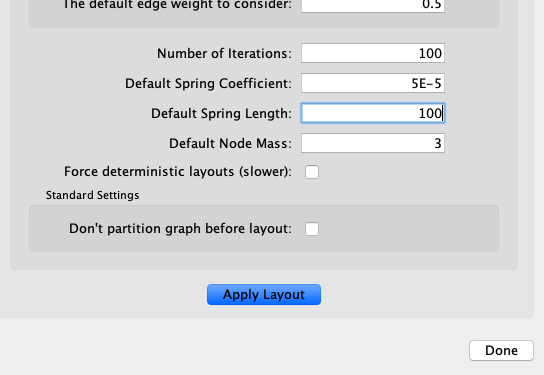 The default edge weight to consider: 0.5
Number of Iterations: 100
Default Spring Coefficient: 5E-5
Default Spring Length: 100
Default Node Mass: 3
Force deterministic layouts (slower):
Standard Settings
Don't partition graph before layout:
Apply Layout
Done